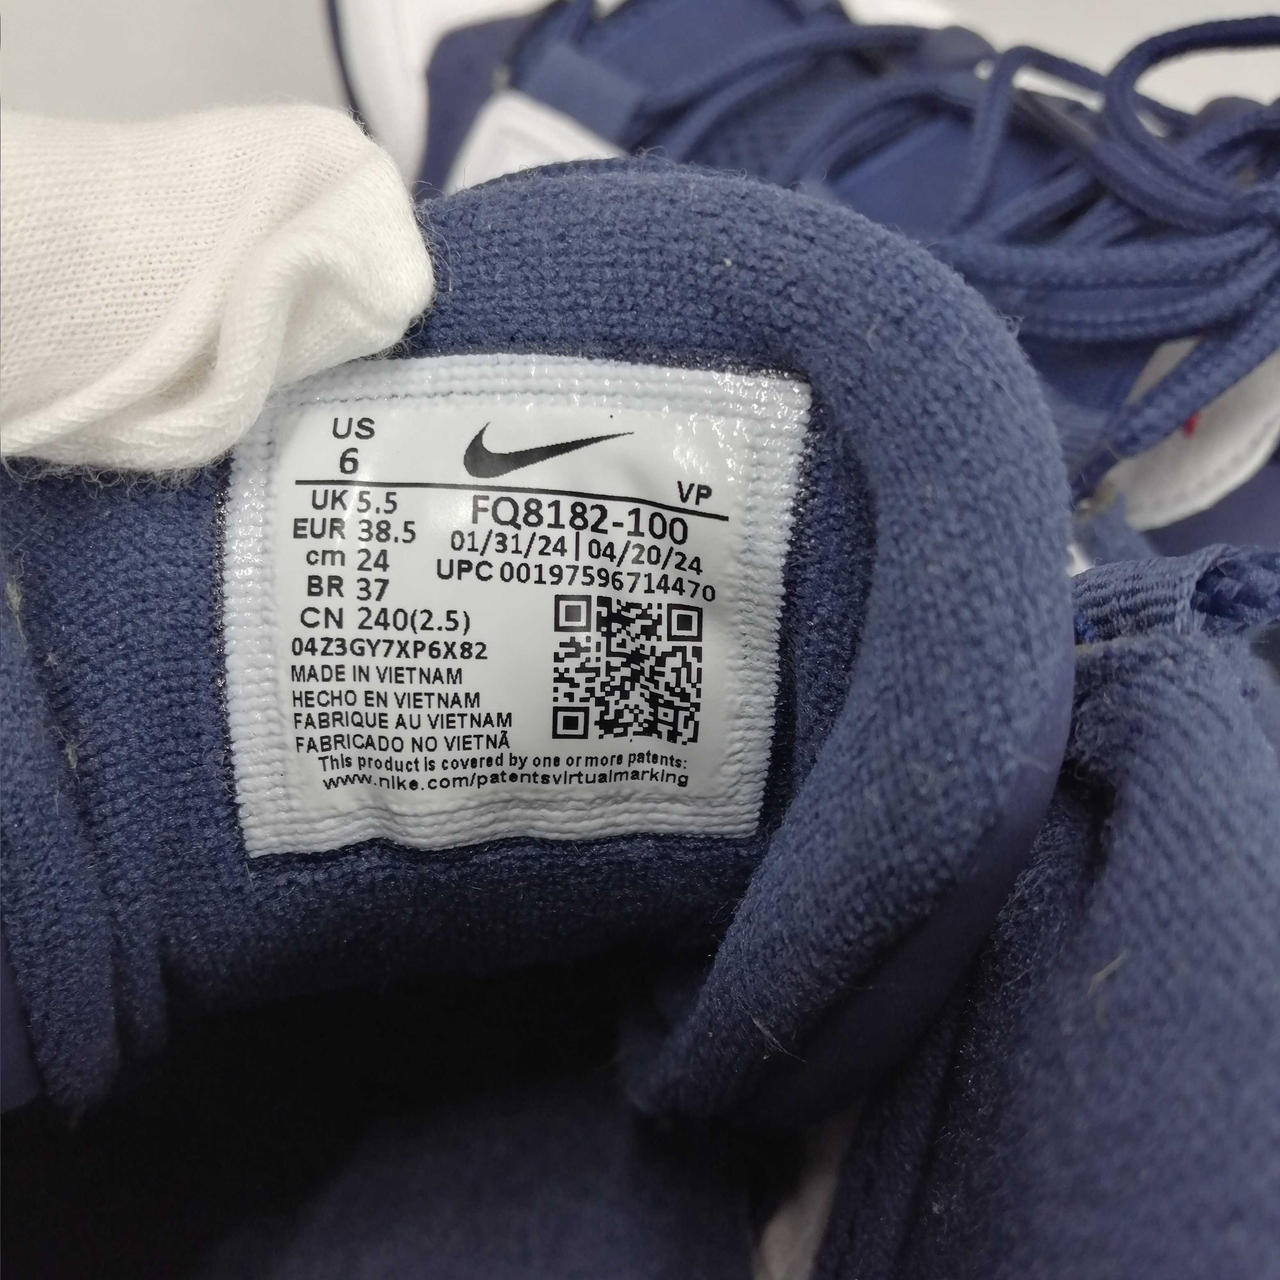 US
6
VP
UK 5.5
EUR 38.5
cm 24
BR 37
CN 240(2.5)
FQ8182-100
01/31/24 | 04/20/24
UPC 00197596714470
04Z3GY7XP6X82
MADE IN VIETNAM
HECHO EN VIETNAM
FABRIQUE AU VIETNAM
FABRICADO NO VIETNÃ
This product is covered by one or more patents:
www.nike.com/patentsvirtualmarking